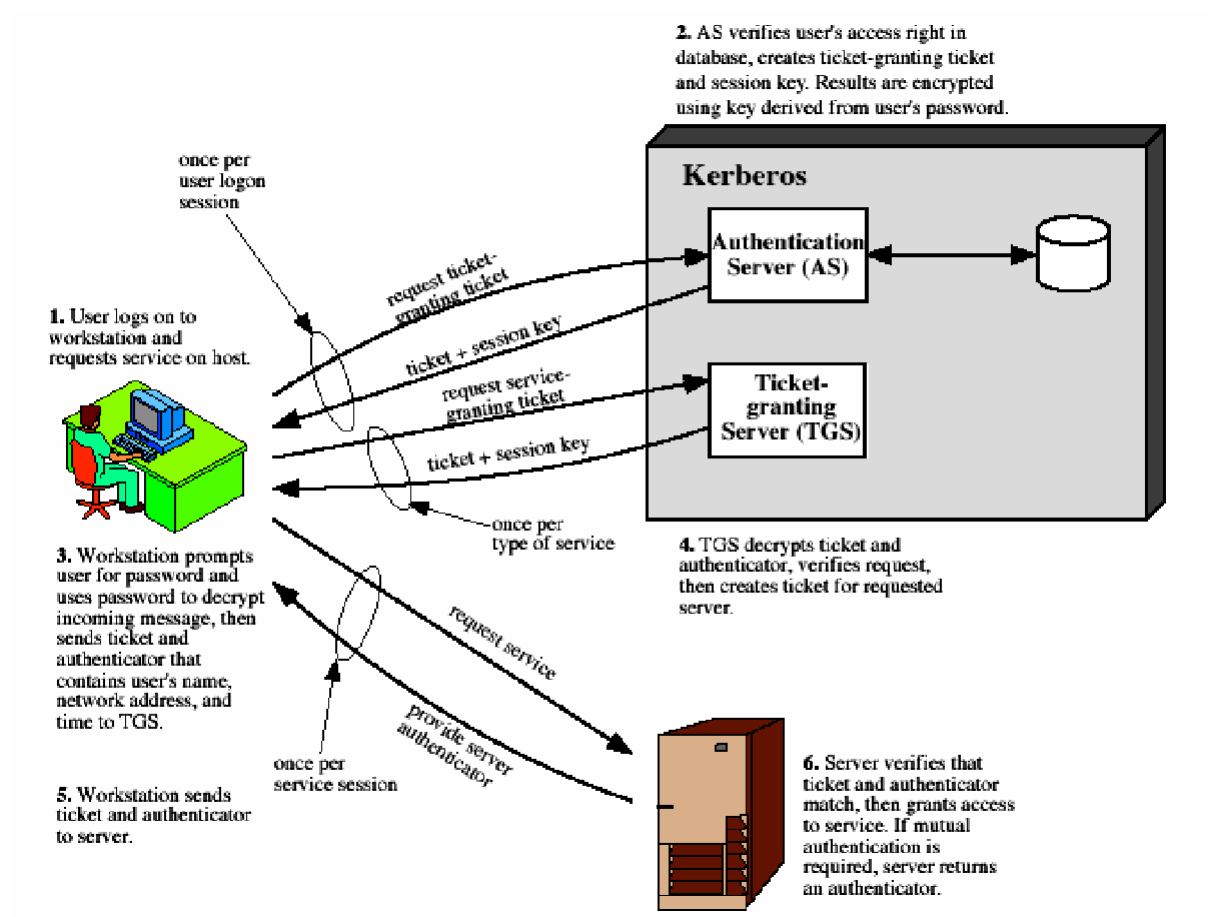 2. AS verifies user's access right in
database, creates ticket-granting ticket
and session key. Results are encrypted
using key derived from user's password.
once per
user logon
session
Kerberos
Authentication
Server (AS)
request ticket-
granting ticket
1. User logs on to
workstation and
requests service on host.
ticket + session key
request service-
granting ticket
Ticket-
granting
Server (TGS)
ticket + session key
once per
type of service
3. Workstation prompts
user for password and
uses password to decrypt
incoming message, then
sends ticket and
authenticator that
contains user's name,
network address, and
time to TGS.
4. TGS decrypts ticket and
authenticator, verifies request,
then creates ticket for requested
server.
request service
provide server
authenticator
once per
service session
5. Workstation sends
ticket and authenticator
to server.
6. Server verifies that
ticket and authenticator
match, then grants access
to service. If mutual
authentication is
required, server returns
an authenticator.